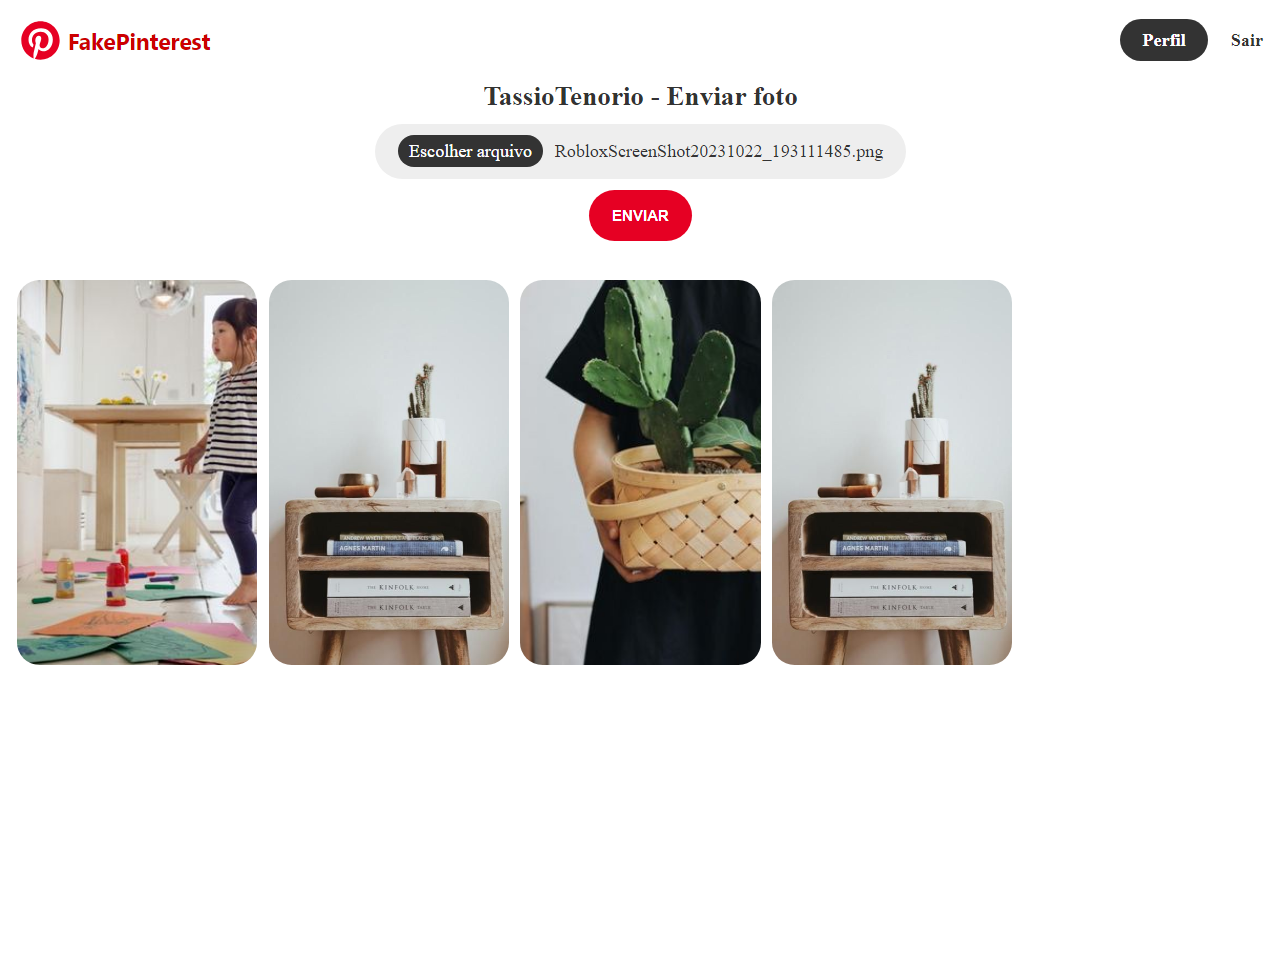 FakePinterest
Perfil
Sair
TassioTenorio - Enviar foto
Escolher arquivo RobloxScreenShot20231022_193111485.png
ENVIAR
AGNES MARTIN
THE KINFOLK HOME
THE KINFOLK TABLE
AGNES MARTIN
THE KINFOLK HOME
THE KINFOLK TABLE